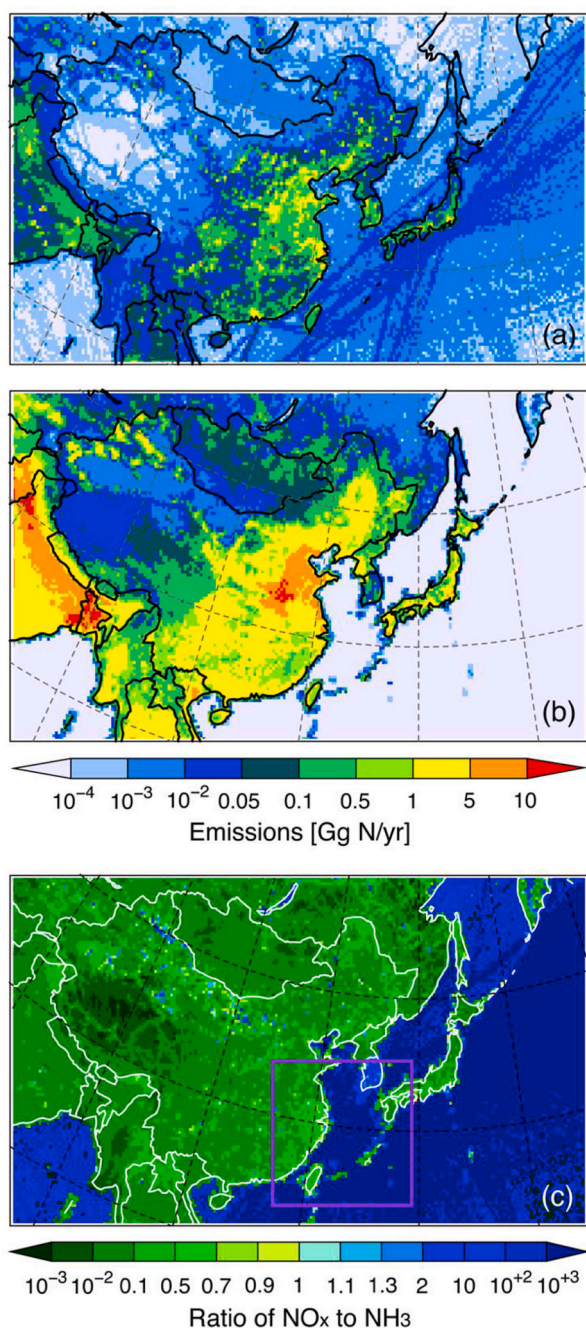 (a)
(b)
10⁻⁴ 10⁻³ 10⁻² 0.05 0.1 0.5 1 5 10
Emissions [Gg N/yr]
(c)
10⁻³ 10⁻² 0.1 0.5 0.7 0.9 1 1.1 1.3 2 10 10⁺² 10⁺³
Ratio of NOₓ to NH₃